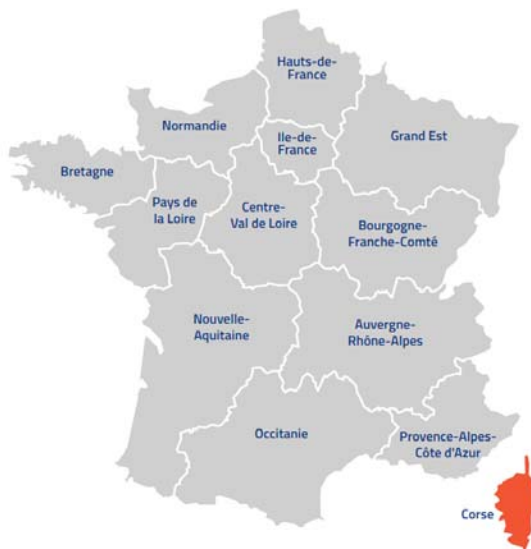 Hauts-de-
France
Normandie
Ile-de-
France
Grand Est
Bretagne
Pays de
la Loire
Centre-
Val de Loire
Bourgogne-
Franche-Comté
Nouvelle-
Aquitaine
Auvergne-
Rhône-Alpes
Occitanie
Provence-Alpes-
Côte d'Azur
Corse